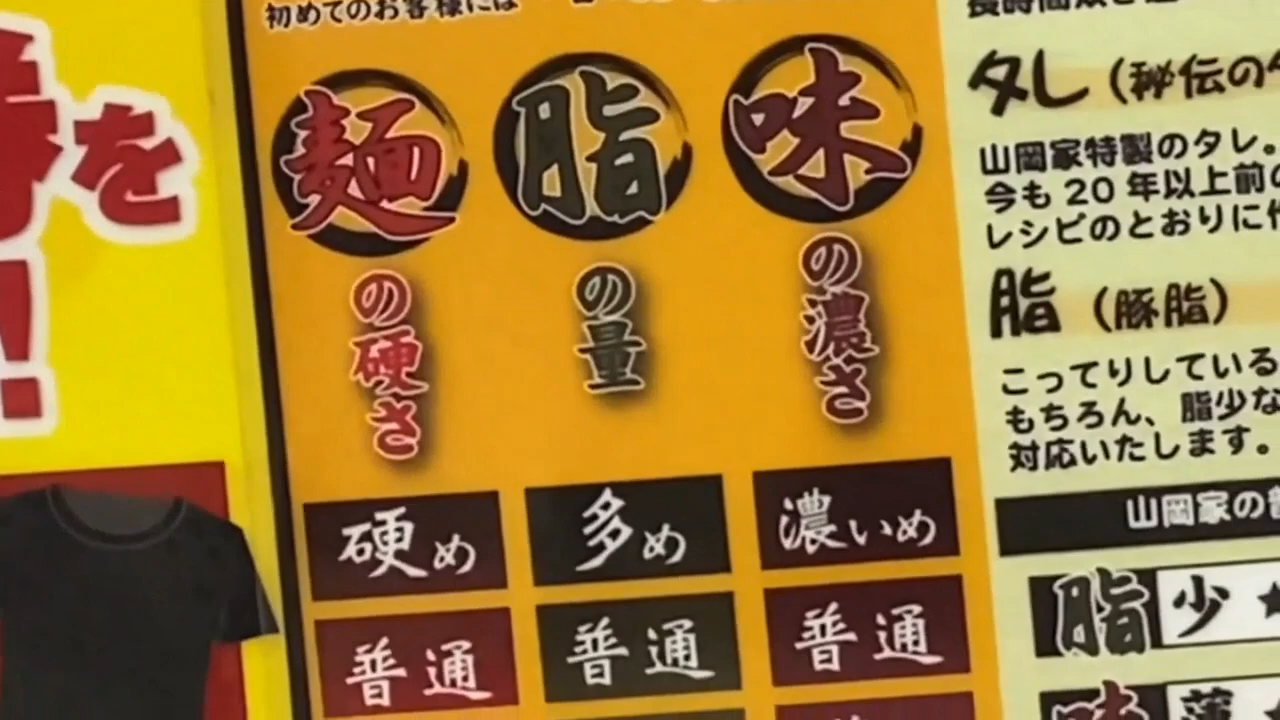 初めてのお客様には
を
!
麺の硬さ
脂の量
味の濃さ
硬め
多め
濃いめ
普通
普通
普通
タレ（秘伝の
山岡家特製のタレ。
今も20年以上前の
レシピのとおりに
脂（豚脂）
こってりしている
もちろん、脂少な
対応いたします。
山岡家の
脂 少
味 薄